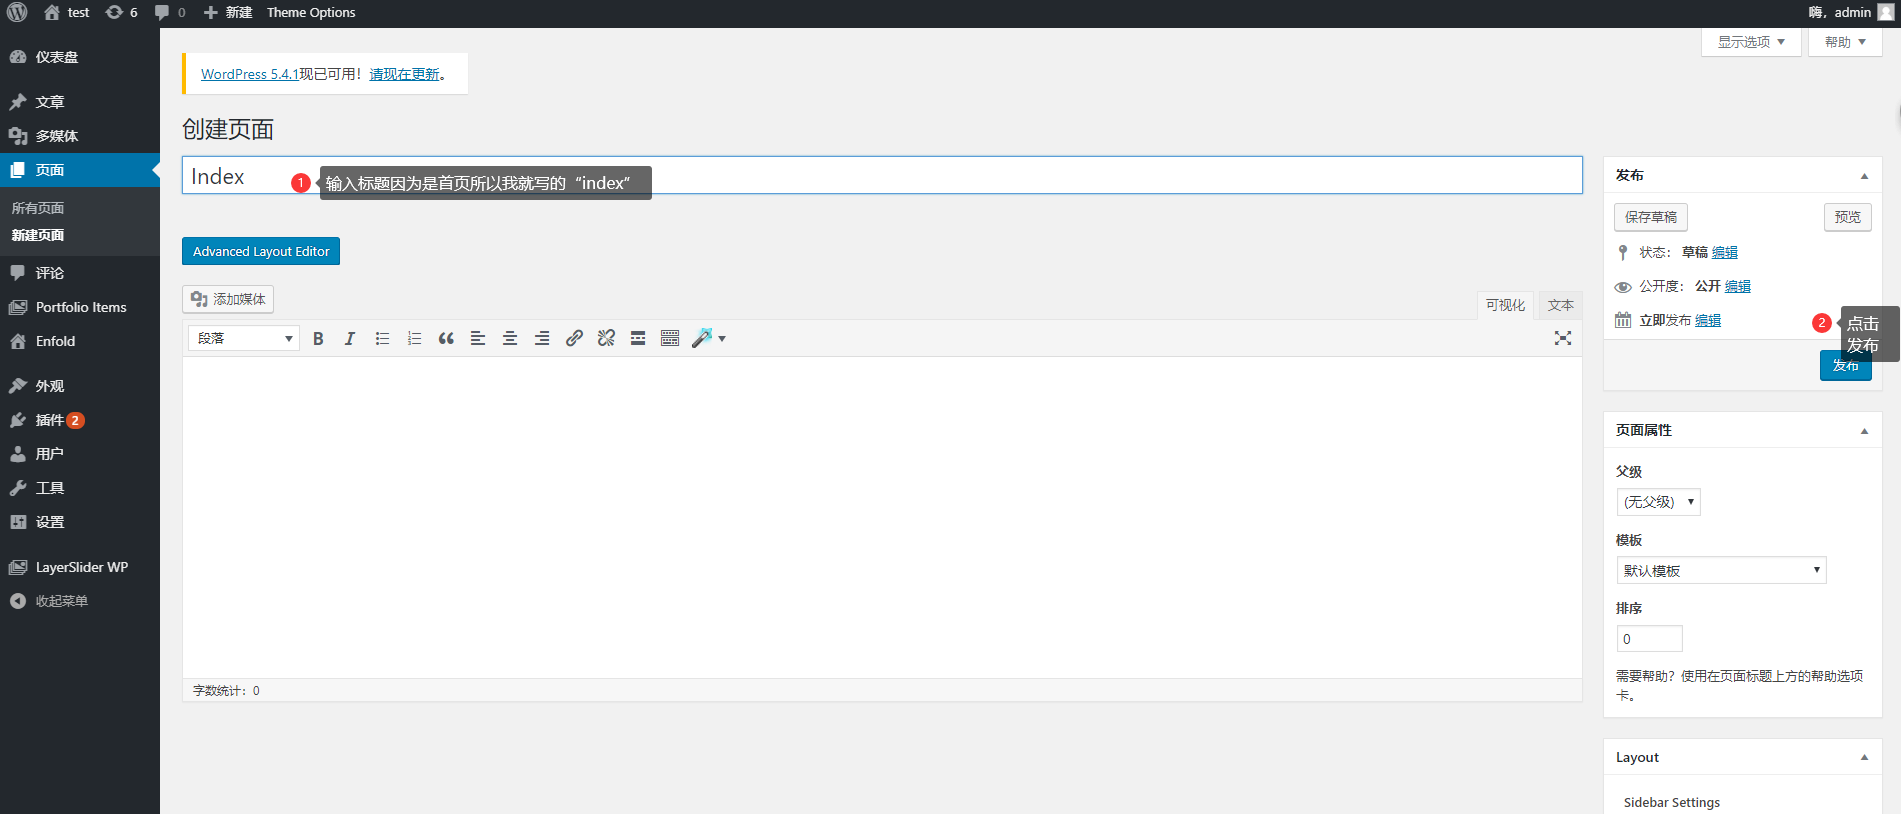 test 6 0 新建 Theme Options
嗨，admin
仪表盘
文章
多媒体
页面
所有页面
新建页面
评论
Portfolio Items
Enfold
外观
插件 2
用户
工具
设置
LayerSlider WP
收起菜单
显示选项
帮助
WordPress 5.4.1现已可用！请现在更新。
创建页面
Index
1 输入标题因为是首页所以我就写的“index”
Advanced Layout Editor
添加媒体
可视化 文本
段落
字数统计：0
发布
保存草稿 预览
状态： 草稿 编辑
公开度： 公开 编辑
立即发布 编辑
2 点击
发布
发布
页面属性
父级
(无父级)
模板
默认模板
排序
0
需要帮助？使用在页面标题上方的帮助选项
卡。
Layout
Sidebar Settings